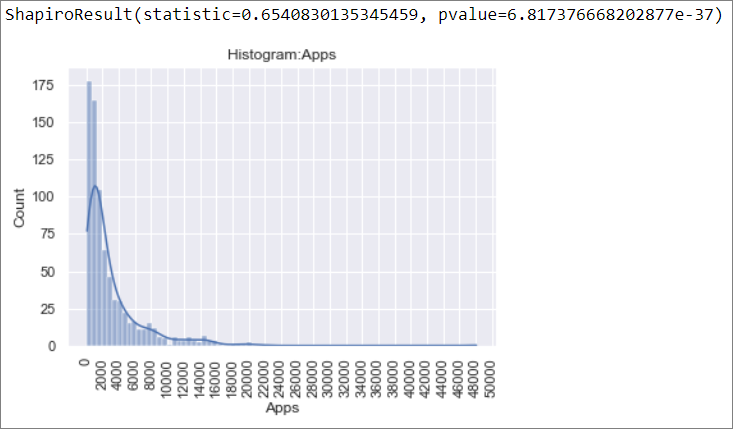 ShapiroResult(statistic=0.6540830135345459, pvalue=6.817376668202877e-37)
Histogram:Apps
175
150
125
100
75
50
25
0
Count
0 2000 4000 6000 8000 10000 12000 14000 16000 18000 20000 22000 24000 26000 28000 30000 32000 34000 36000 38000 40000 42000 44000 46000 48000 50000
Apps